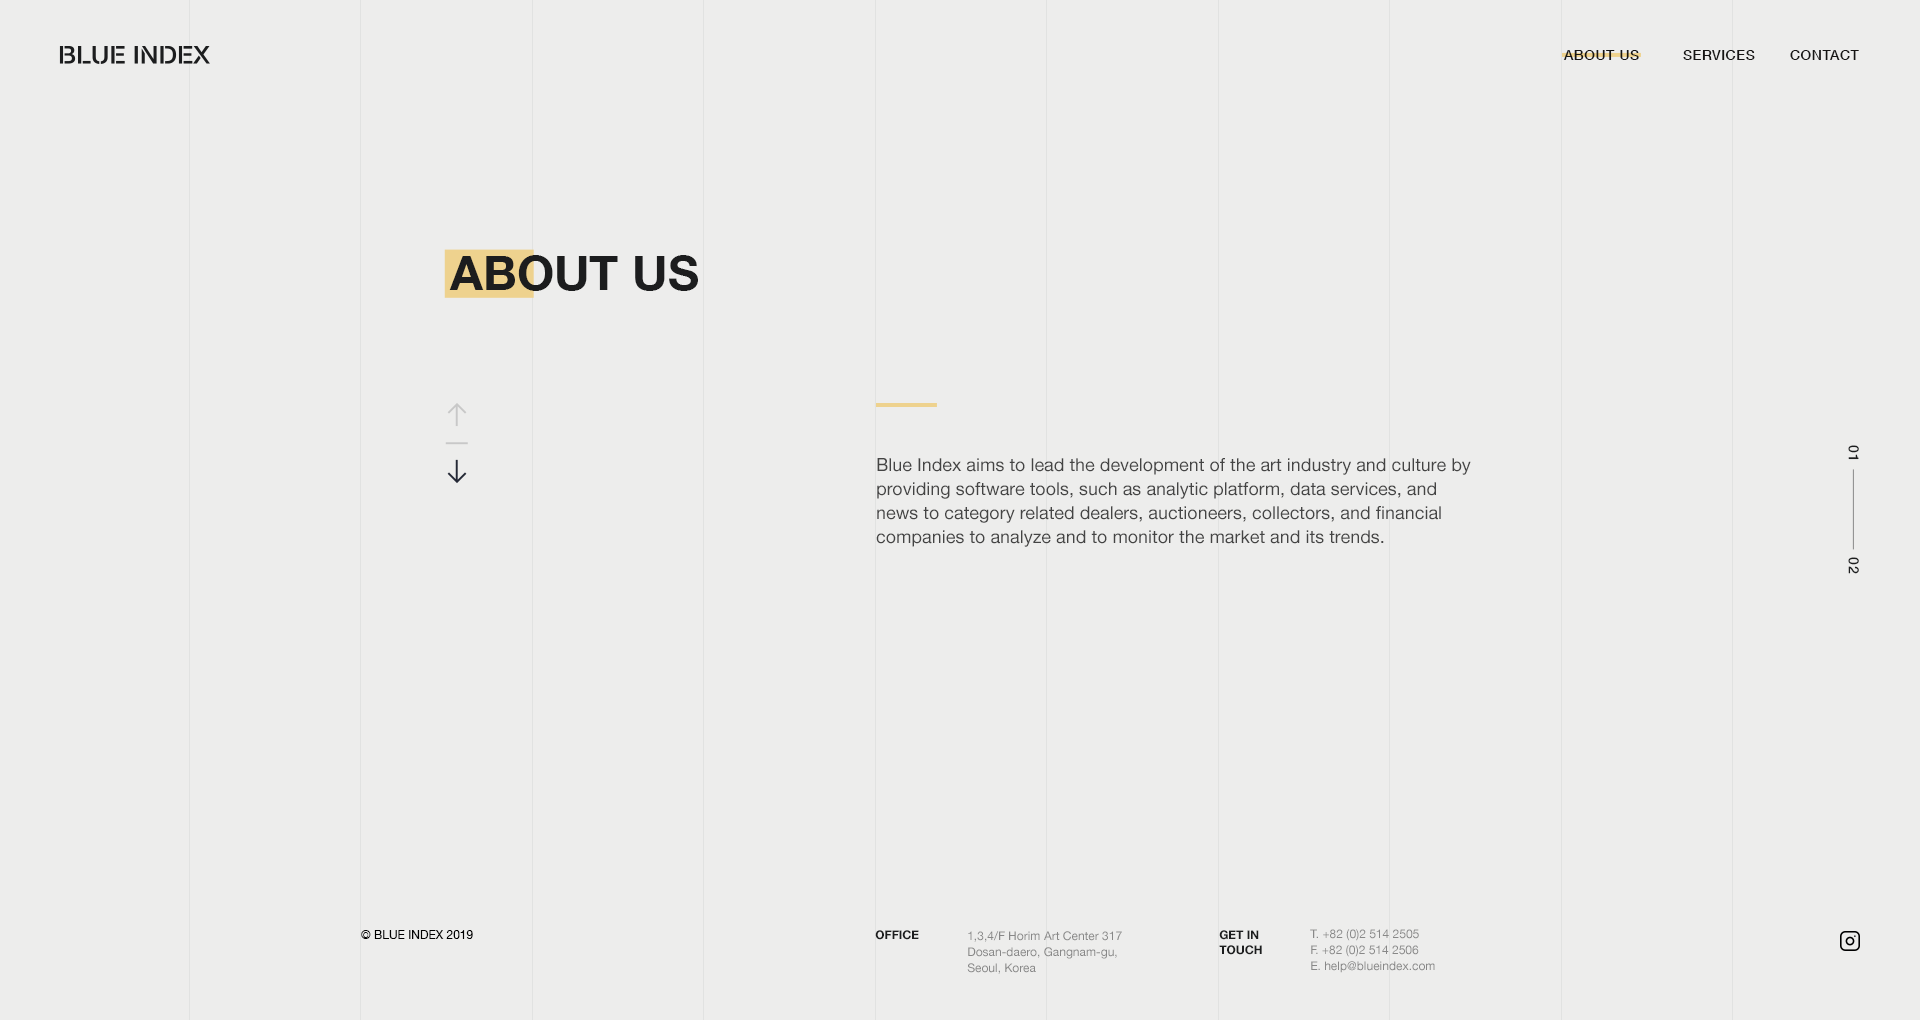 BLUE INDEX
ABOUT US
SERVICES
CONTACT
ABOUT US
Blue Index aims to lead the development of the art industry and culture by
providing software tools, such as analytic platform, data services, and
news to category related dealers, auctioneers, collectors, and financial
companies to analyze and to monitor the market and its trends.
01
02
© BLUE INDEX 2019
OFFICE
1,3,4/F Horim Art Center 317
Dosan-daero, Gangnam-gu,
Seoul, Korea
GET IN
TOUCH
T. +82 (0)2 514 2505
F. +82 (0)2 514 2506
E. help@blueindex.com